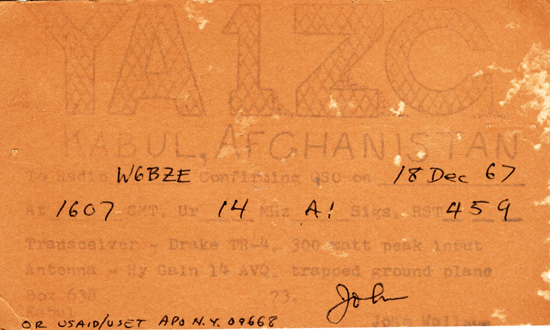 YA1ZC
KABUL, AFGHANISTAN
To Radio W6BZE Confirming QSO on 18 Dec 67
At 1607 GMT, Ur 14 MHz A1 Sigs, RST 459
Transceiver - Drake TR-4, 300 watt peak input
Antenna - Hy Gain 14 AVQ, trapped ground plane
Box 638 73, John
OR USAID/USET APO N.Y. 09668 John